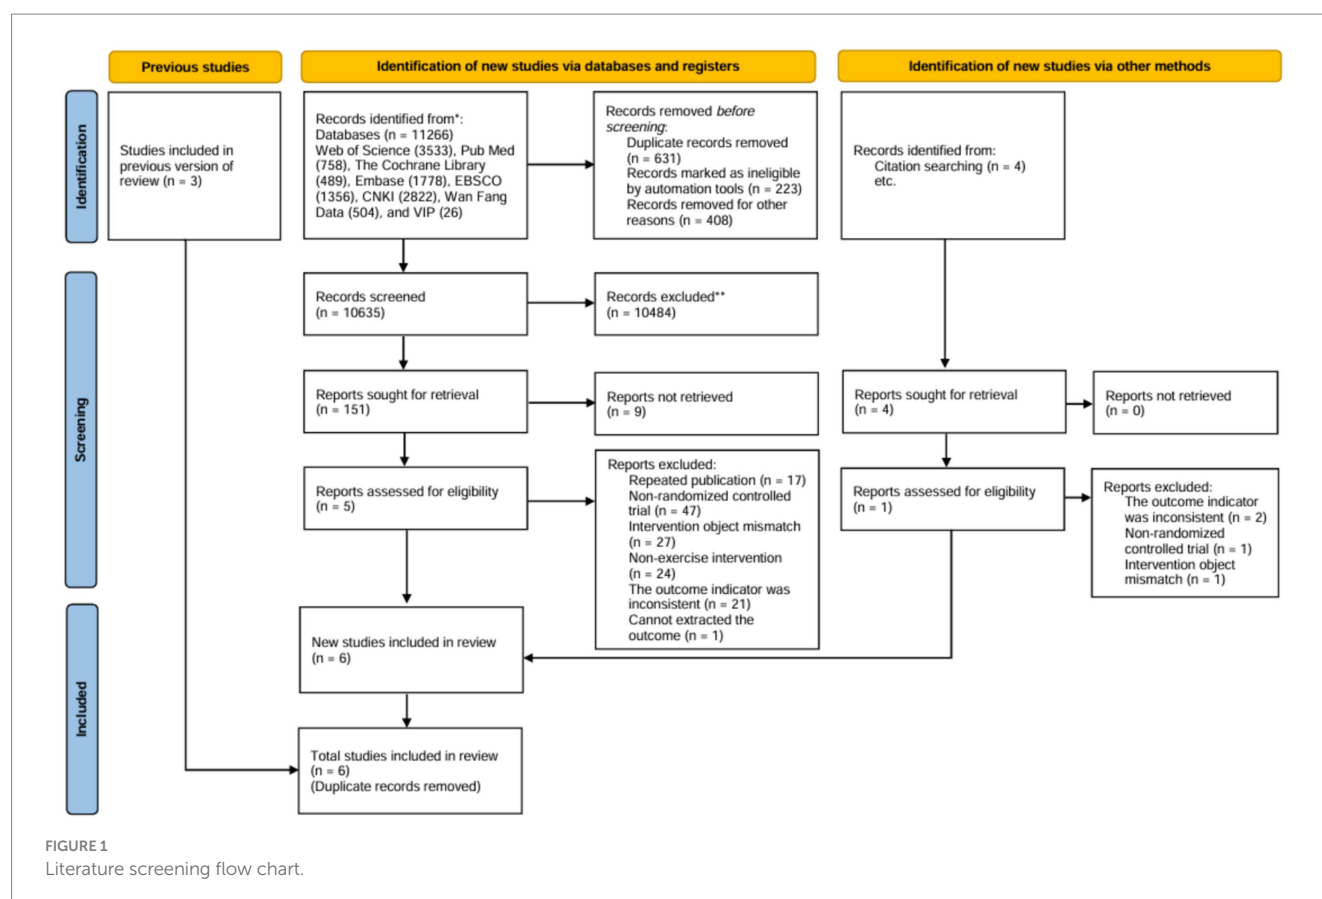 Previous studies
Identification of new studies via databases and registers
Identification of new studies via other methods
Identification
Studies included in
previous version of
review (n = 3)
Records identified from*:
Databases (n = 11266)
Web of Science (3533), Pub Med
(758), The Cochrane Library
(489), Embase (1778), EBSCO
(1356), CNKI (2822), Wan Fang
Data (504), and VIP (26)
Records removed before
screening:
Duplicate records removed
(n = 631)
Records marked as ineligible
by automation tools (n = 223)
Records removed for other
reasons (n = 408)
Records identified from:
Citation searching (n = 4)
etc.
Screening
Records screened
(n = 10635)
Records excluded**
(n = 10484)
Reports sought for retrieval
(n = 151)
Reports not retrieved
(n = 9)
Reports sought for retrieval
(n = 4)
Reports not retrieved
(n = 0)
Reports assessed for eligibility
(n = 5)
Reports excluded:
Repeated publication (n = 17)
Non-randomized controlled
trial (n = 47)
Intervention object mismatch
(n = 27)
Non-exercise intervention
(n = 24)
The outcome indicator was
inconsistent (n = 21)
Cannot extracted the
outcome (n = 1)
Reports assessed for eligibility
(n = 1)
Reports excluded:
The outcome indicator
was inconsistent (n = 2)
Non-randomized
controlled trial (n = 1)
Intervention object
mismatch (n = 1)
Included
New studies included in review
(n = 6)
Total studies included in review
(n = 6)
(Duplicate records removed)
FIGURE 1
Literature screening flow chart.